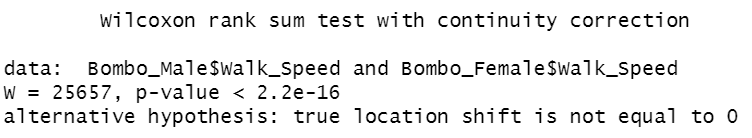 Wilcoxon rank sum test with continuity correction
data:  Bombo_Male$Walk_Speed and Bombo_Female$Walk_Speed
W = 25657, p-value < 2.2e-16
alternative hypothesis: true location shift is not equal to 0